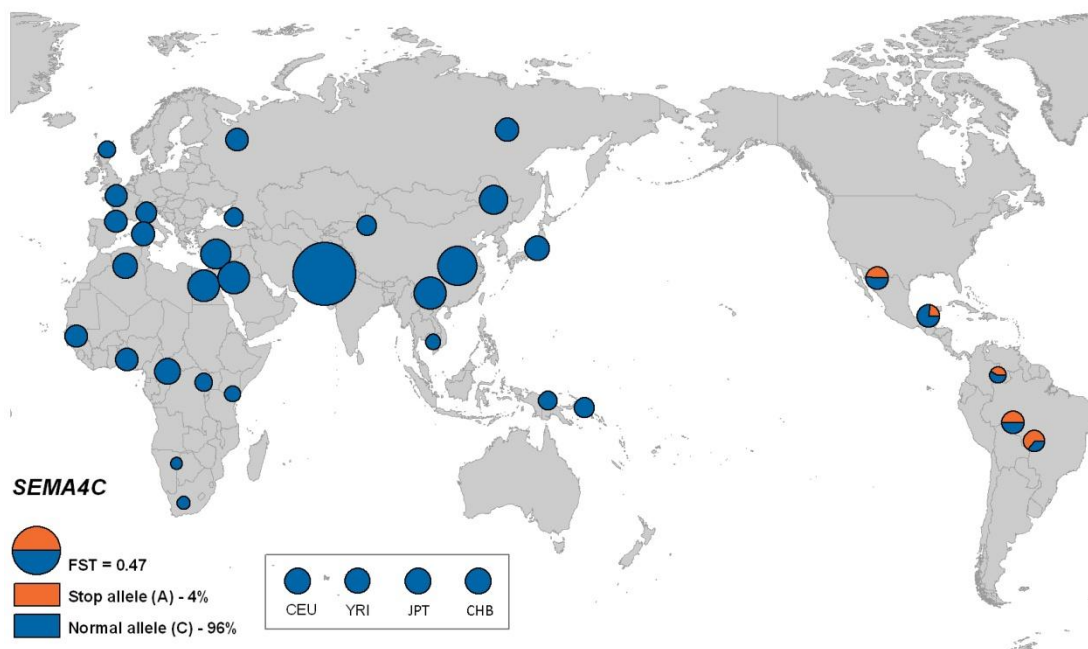 SEMA4C
FST = 0.47
Stop allele (A) - 4%
Normal allele (C) - 96%
CEU YRI JPT CHB